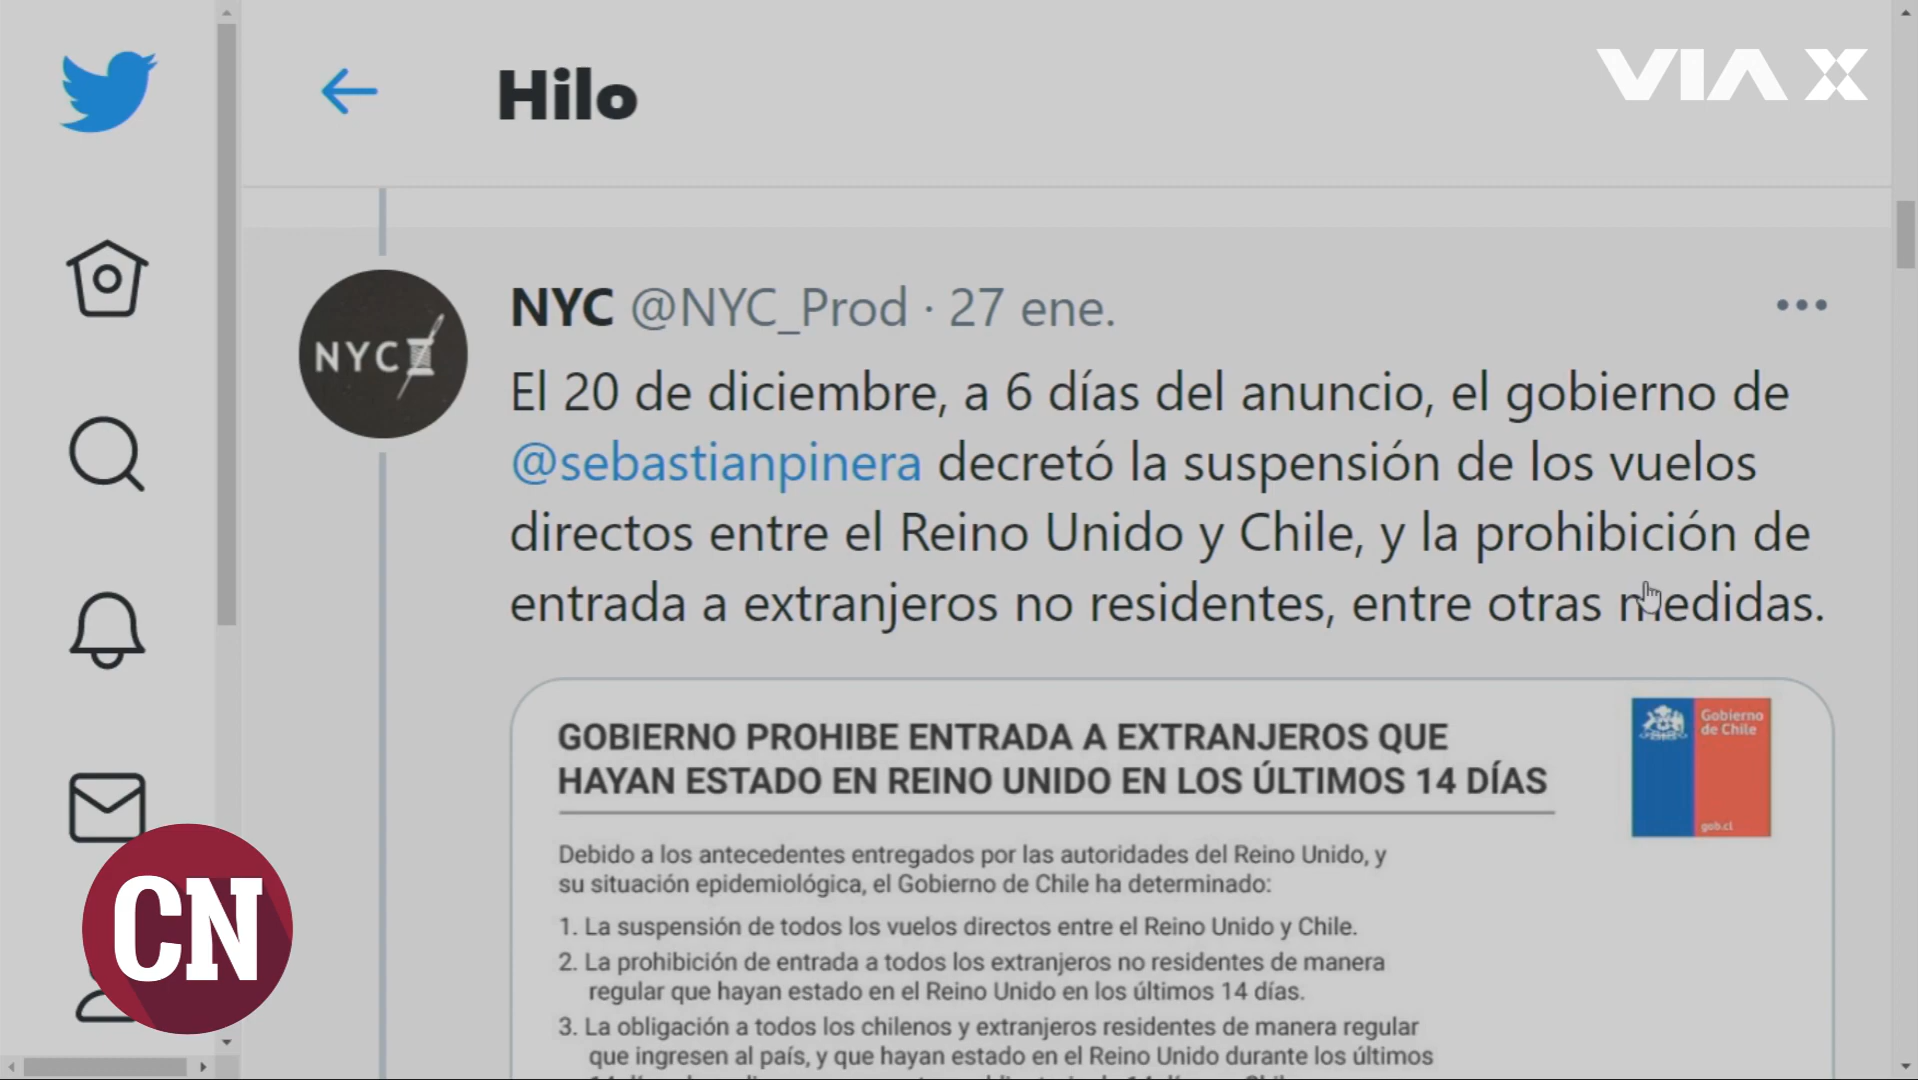 Hilo
VIA X
NYC @NYC_Prod · 27 ene.
NYC
El 20 de diciembre, a 6 días del anuncio, el gobierno de
@sebastianpinera decretó la suspensión de los vuelos
directos entre el Reino Unido y Chile, y la prohibición de
entrada a extranjeros no residentes, entre otras medidas.
GOBIERNO PROHIBE ENTRADA A EXTRANJEROS QUE
HAYAN ESTADO EN REINO UNIDO EN LOS ÚLTIMOS 14 DÍAS
Gobierno
de Chile
gob.cl
Debido a los antecedentes entregados por las autoridades del Reino Unido, y
su situación epidemiológica, el Gobierno de Chile ha determinado:
1. La suspensión de todos los vuelos directos entre el Reino Unido y Chile.
2. La prohibición de entrada a todos los extranjeros no residentes de manera
regular que hayan estado en el Reino Unido en los últimos 14 días.
3. La obligación a todos los chilenos y extranjeros residentes de manera regular
que ingresen al país, y que hayan estado en el Reino Unido durante los últimos
CN